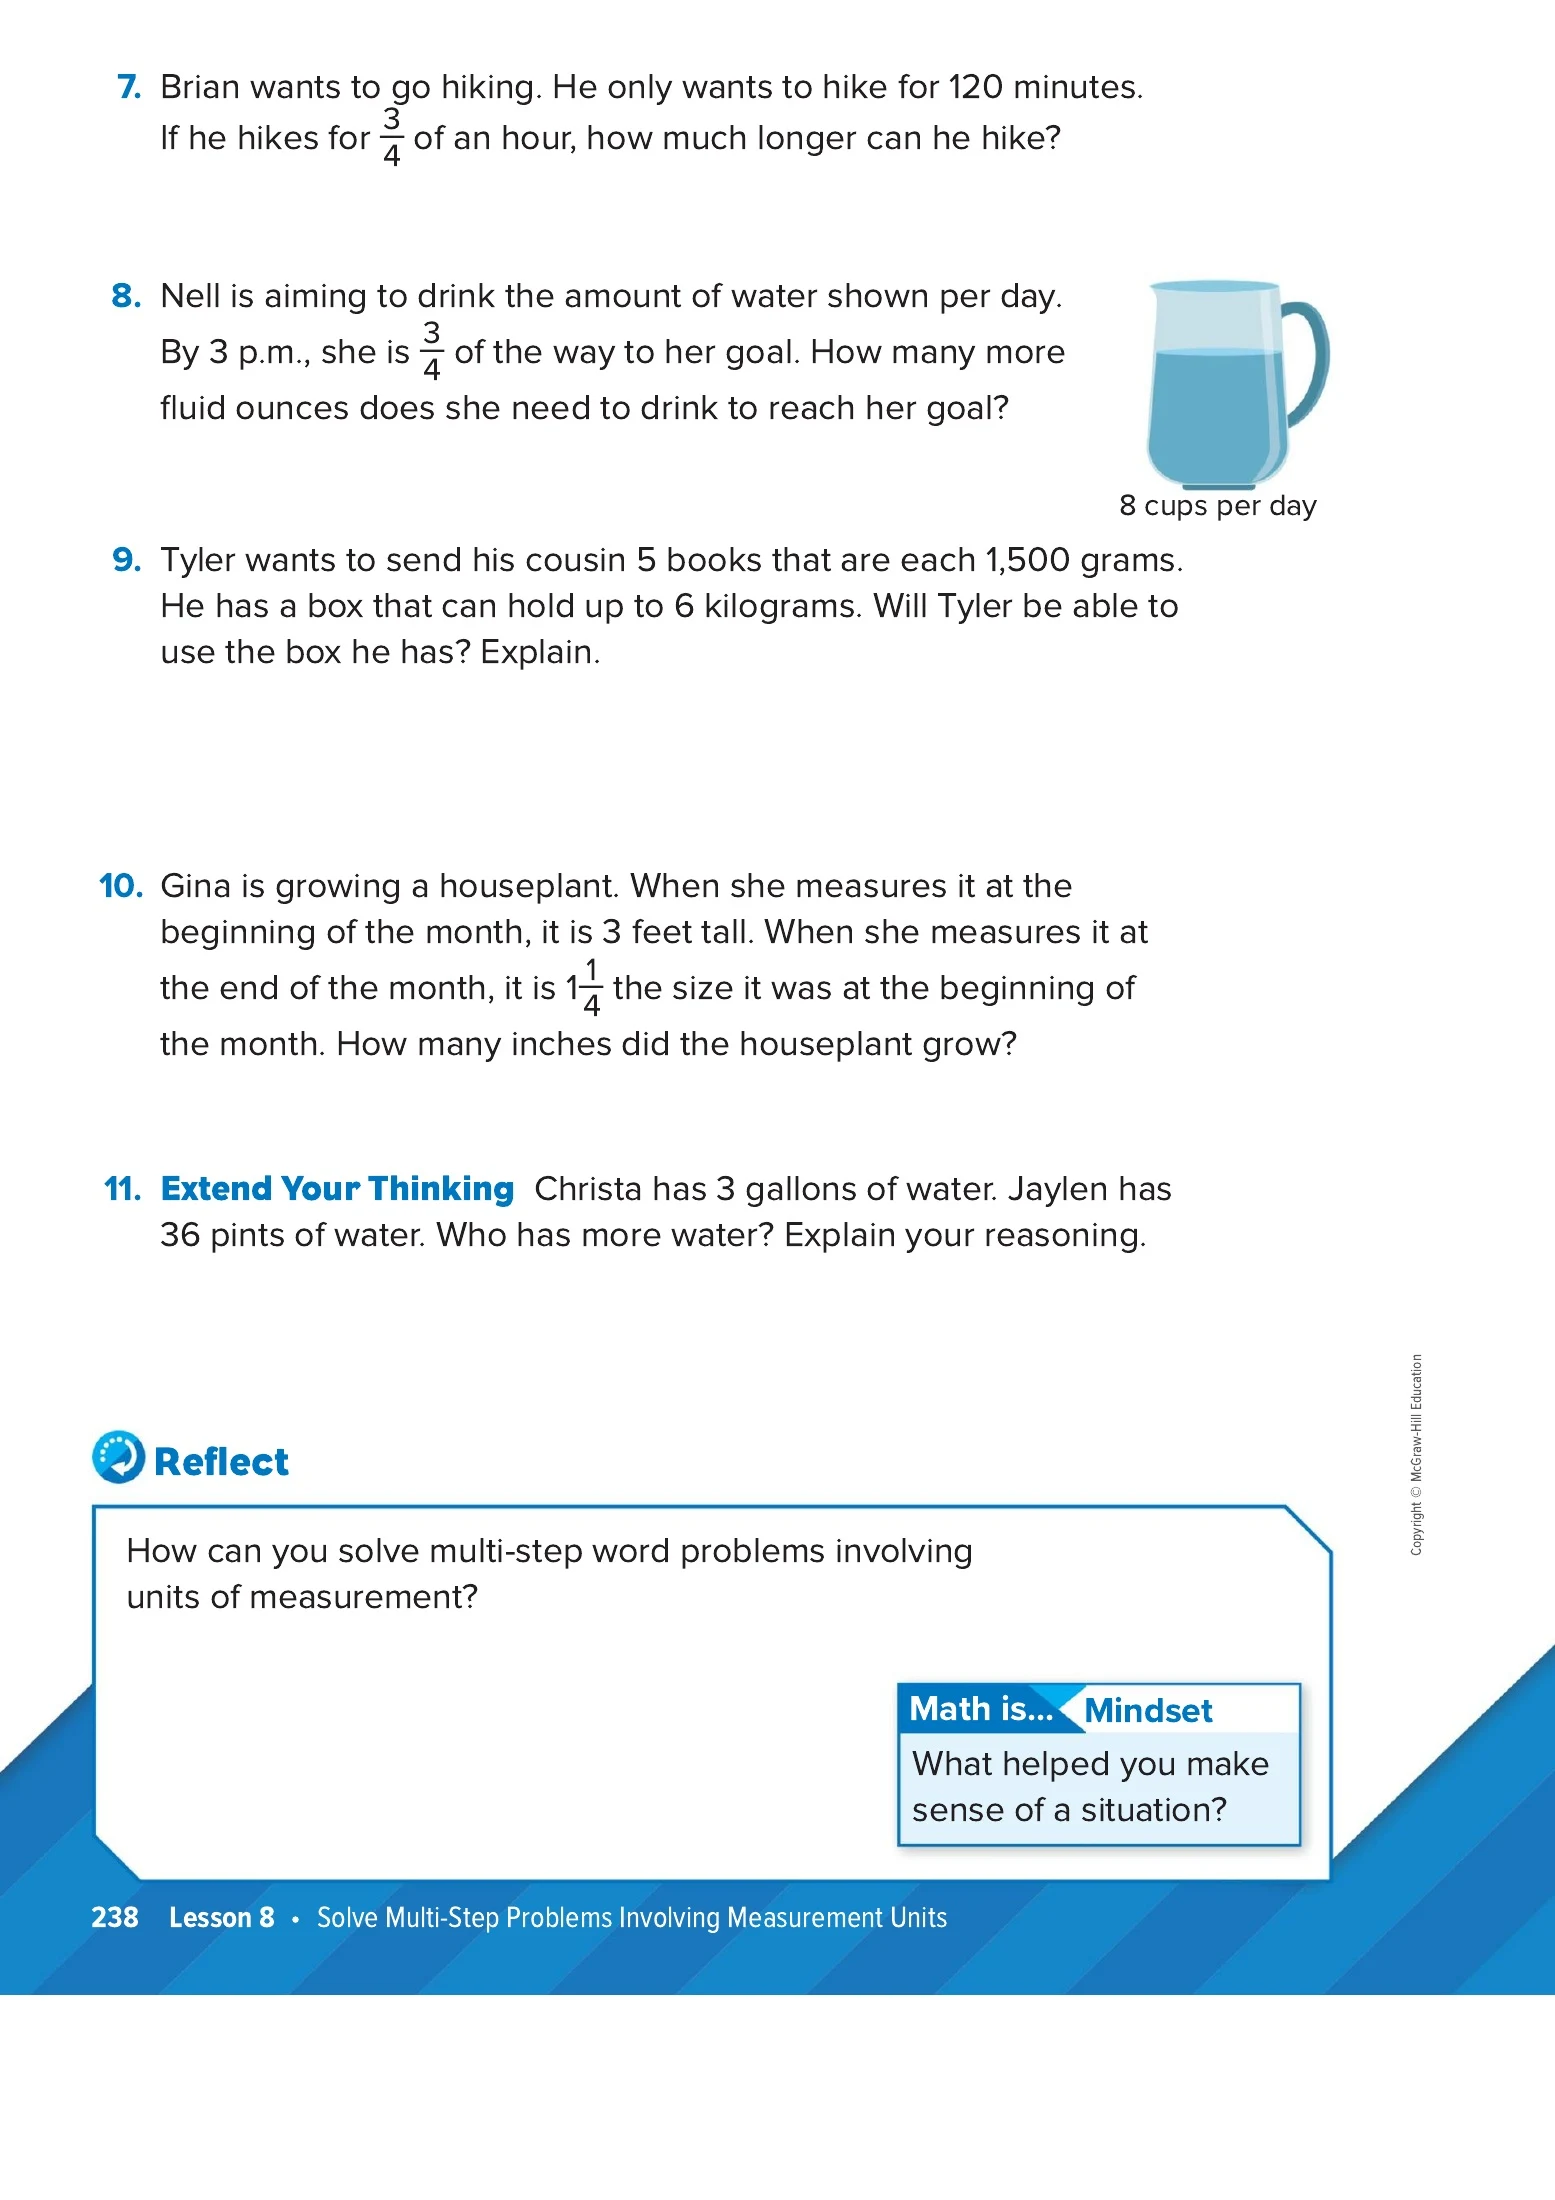 7. Brian wants to go hiking. He only wants to hike for 120 minutes.
If he hikes for 3/4 of an hour, how much longer can he hike?
8. Nell is aiming to drink the amount of water shown per day.
By 3 p.m., she is 3/4 of the way to her goal. How many more
fluid ounces does she need to drink to reach her goal?
8 cups per day
9. Tyler wants to send his cousin 5 books that are each 1,500 grams.
He has a box that can hold up to 6 kilograms. Will Tyler be able to
use the box he has? Explain.
10. Gina is growing a houseplant. When she measures it at the
beginning of the month, it is 3 feet tall. When she measures it at
the end of the month, it is 1 1/4 the size it was at the beginning of
the month. How many inches did the houseplant grow?
11. Extend Your Thinking Christa has 3 gallons of water. Jaylen has
36 pints of water. Who has more water? Explain your reasoning.
Copyright © McGraw-Hill Education
Reflect
How can you solve multi-step word problems involving
units of measurement?
Math is... Mindset
What helped you make
sense of a situation?
238 Lesson 8 • Solve Multi-Step Problems Involving Measurement Units